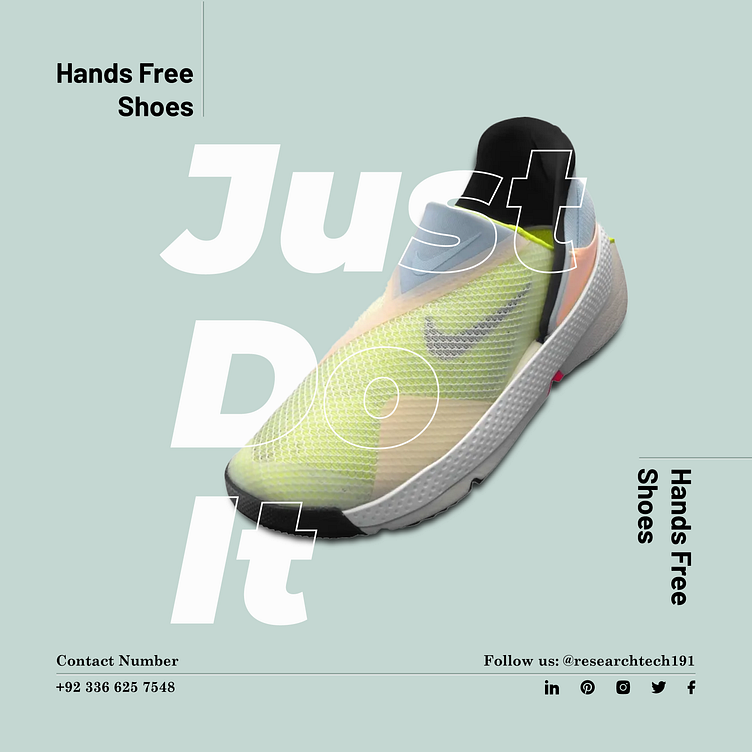 Hands Free
Shoes
Just
Do
It
Hands Free
Shoes
Contact Number
+92 336 625 7548
Follow us: @researchtech191